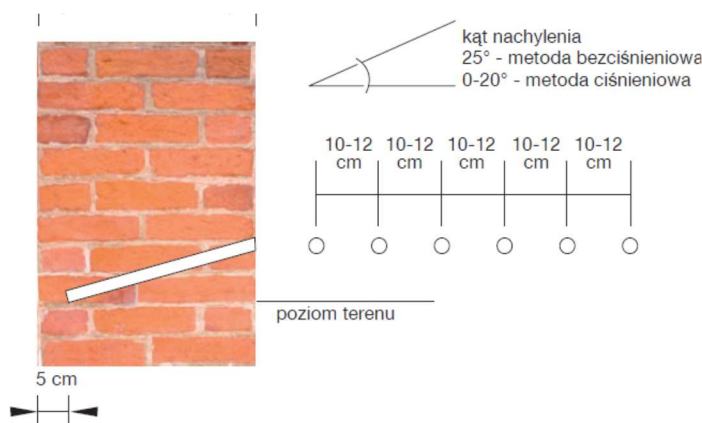 kąt nachylenia
25° - metoda bezciśnieniowa
0-20° - metoda ciśnieniowa
10-12 10-12 10-12 10-12 10-12
cm cm cm cm cm
poziom terenu
5 cm